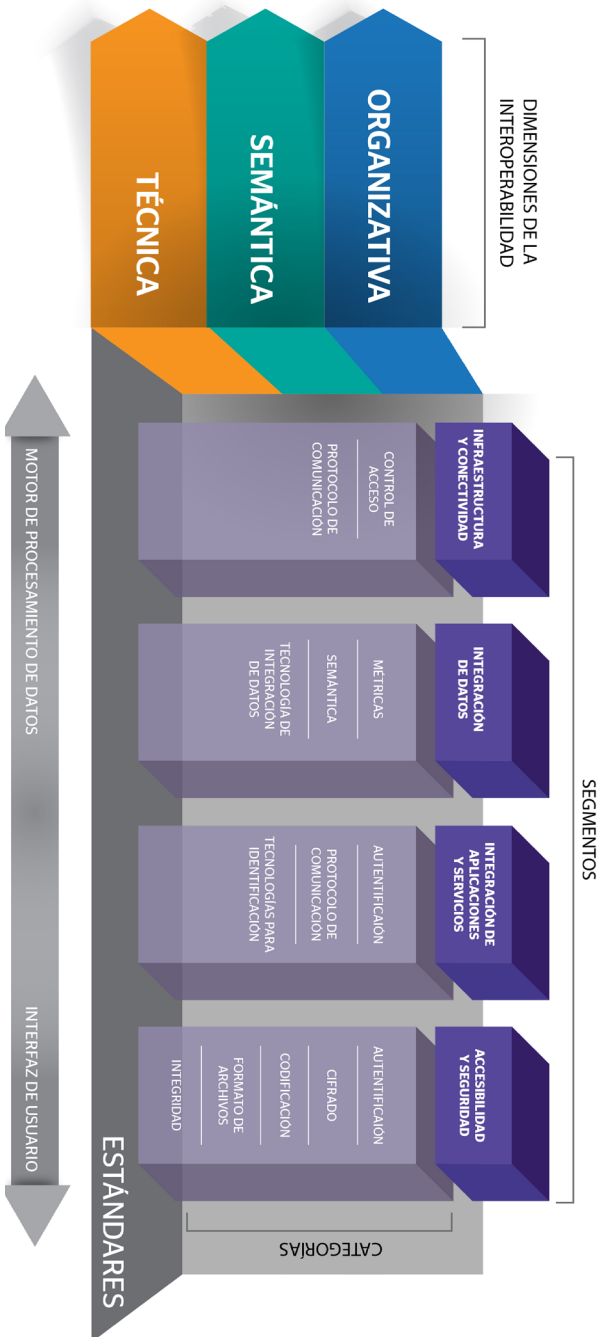 DIMENSIONES DE LA
INTEROPERABILIDAD
ORGANIZATIVA
SEMÁNTICA
TÉCNICA
SEGMENTOS
INFRAESTRUCTURA
Y CONECTIVIDAD
CONTROL DE
ACCESO
PROTOCOLO DE
COMUNICACIÓN
INTEGRACIÓN
DE DATOS
MÉTRICAS
SEMÁNTICA
TECNOLOGÍA DE
INTEGRACIÓN
DE DATOS
INTEGRACIÓN DE
APLICACIONES
Y SERVICIOS
AUTENTIFICAIÓN
PROTOCOLO DE
COMUNICACIÓN
TECNOLOGÍAS PARA
IDENTIFICACIÓN
ACCESIBILIDAD
Y SEGURIDAD
AUTENTIFICAIÓN
CIFRADO
CODIFICACIÓN
FORMATO DE
ARCHIVOS
INTEGRIDAD
CATEGORÍAS
ESTÁNDARES
MOTOR DE PROCESAMIENTO DE DATOS
INTERFAZ DE USUARIO